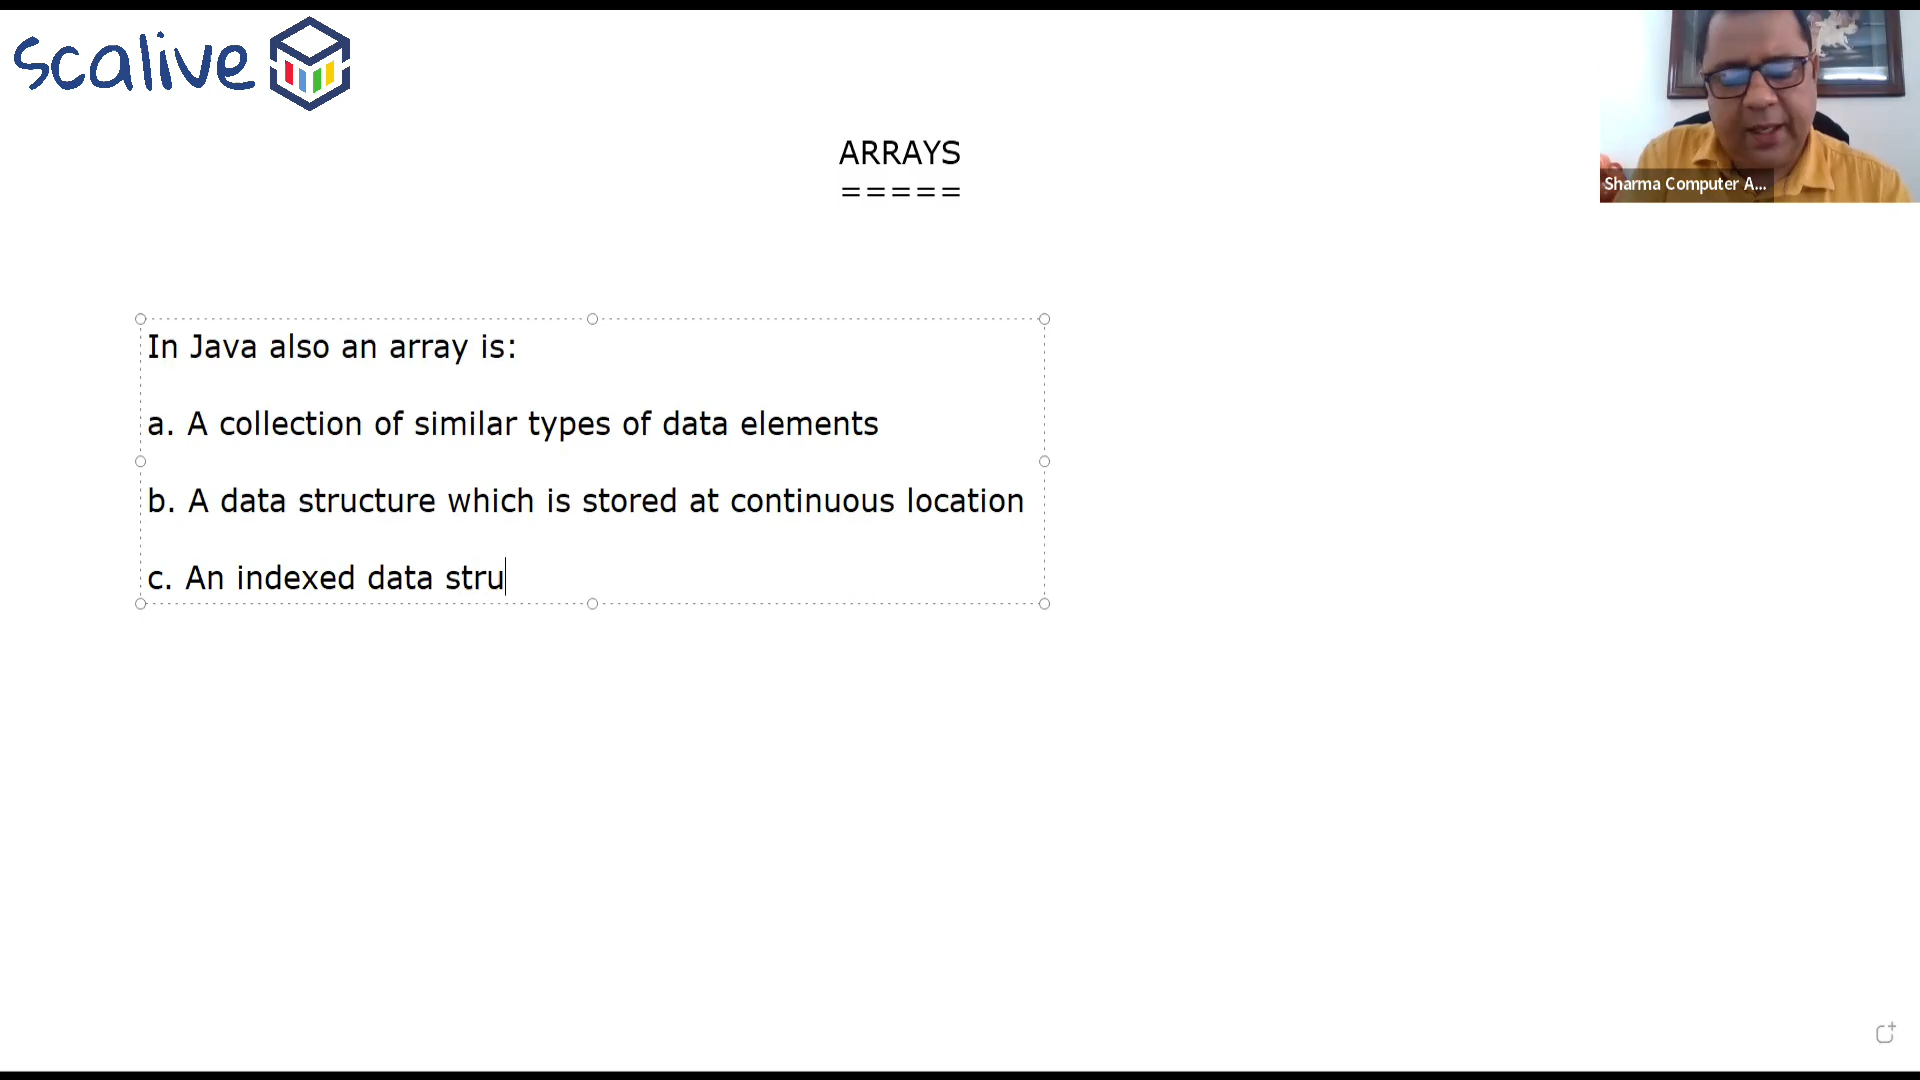 scalive
Sharma Computer A...
ARRAYS
=====
In Java also an array is:
a. A collection of similar types of data elements
b. A data structure which is stored at continuous location
c. An indexed data stru